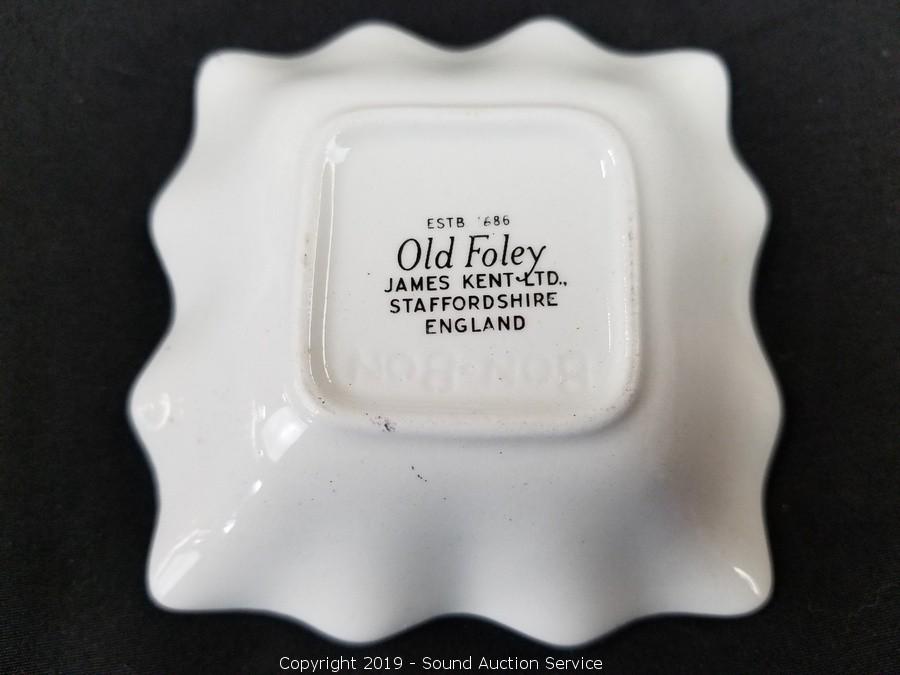 ESTB 1686
Old Foley
JAMES KENT LTD.,
STAFFORDSHIRE
ENGLAND
BON-BON
Copyright 2019 - Sound Auction Service